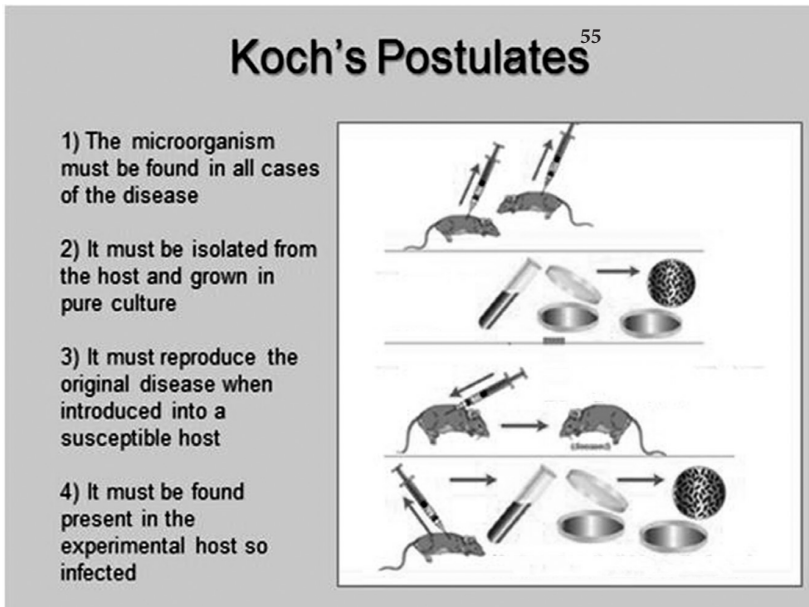 Koch's Postulates55
1) The microorganism
must be found in all cases
of the disease
2) It must be isolated from
the host and grown in
pure culture
3) It must reproduce the
original disease when
introduced into a
susceptible host
(diseased)
4) It must be found
present in the
experimental host so
infected